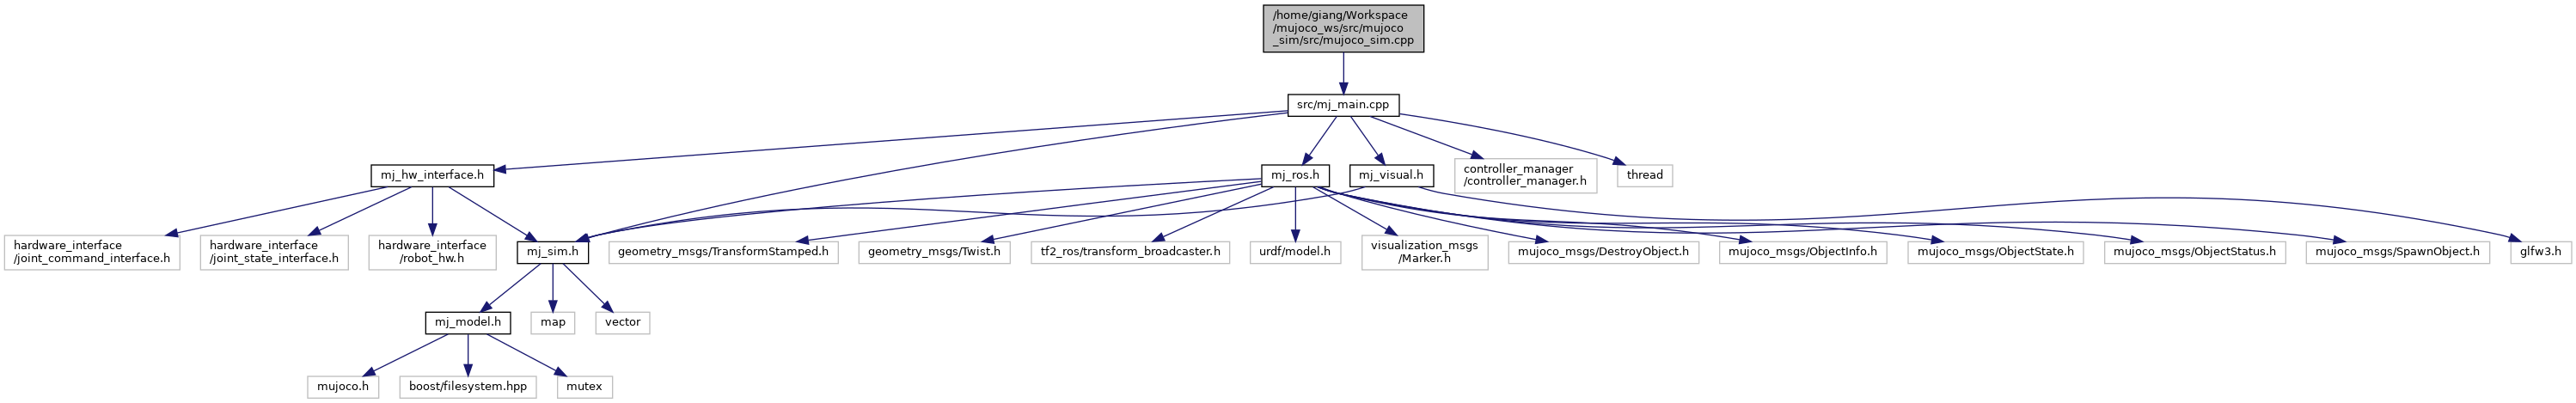 /home/giang/Workspace
/mujoco_ws/src/mujoco
_sim/src/mujoco_sim.cpp
src/mj_main.cpp
mj_hw_interface.h
mj_ros.h
mj_visual.h
controller_manager
/controller_manager.h
thread
hardware_interface
/joint_command_interface.h
hardware_interface
/joint_state_interface.h
hardware_interface
/robot_hw.h
mj_sim.h
geometry_msgs/TransformStamped.h
geometry_msgs/Twist.h
tf2_ros/transform_broadcaster.h
urdf/model.h
visualization_msgs
/Marker.h
mujoco_msgs/DestroyObject.h
mujoco_msgs/ObjectInfo.h
mujoco_msgs/ObjectState.h
mujoco_msgs/ObjectStatus.h
mujoco_msgs/SpawnObject.h
glfw3.h
mj_model.h
map
vector
mujoco.h
boost/filesystem.hpp
mutex